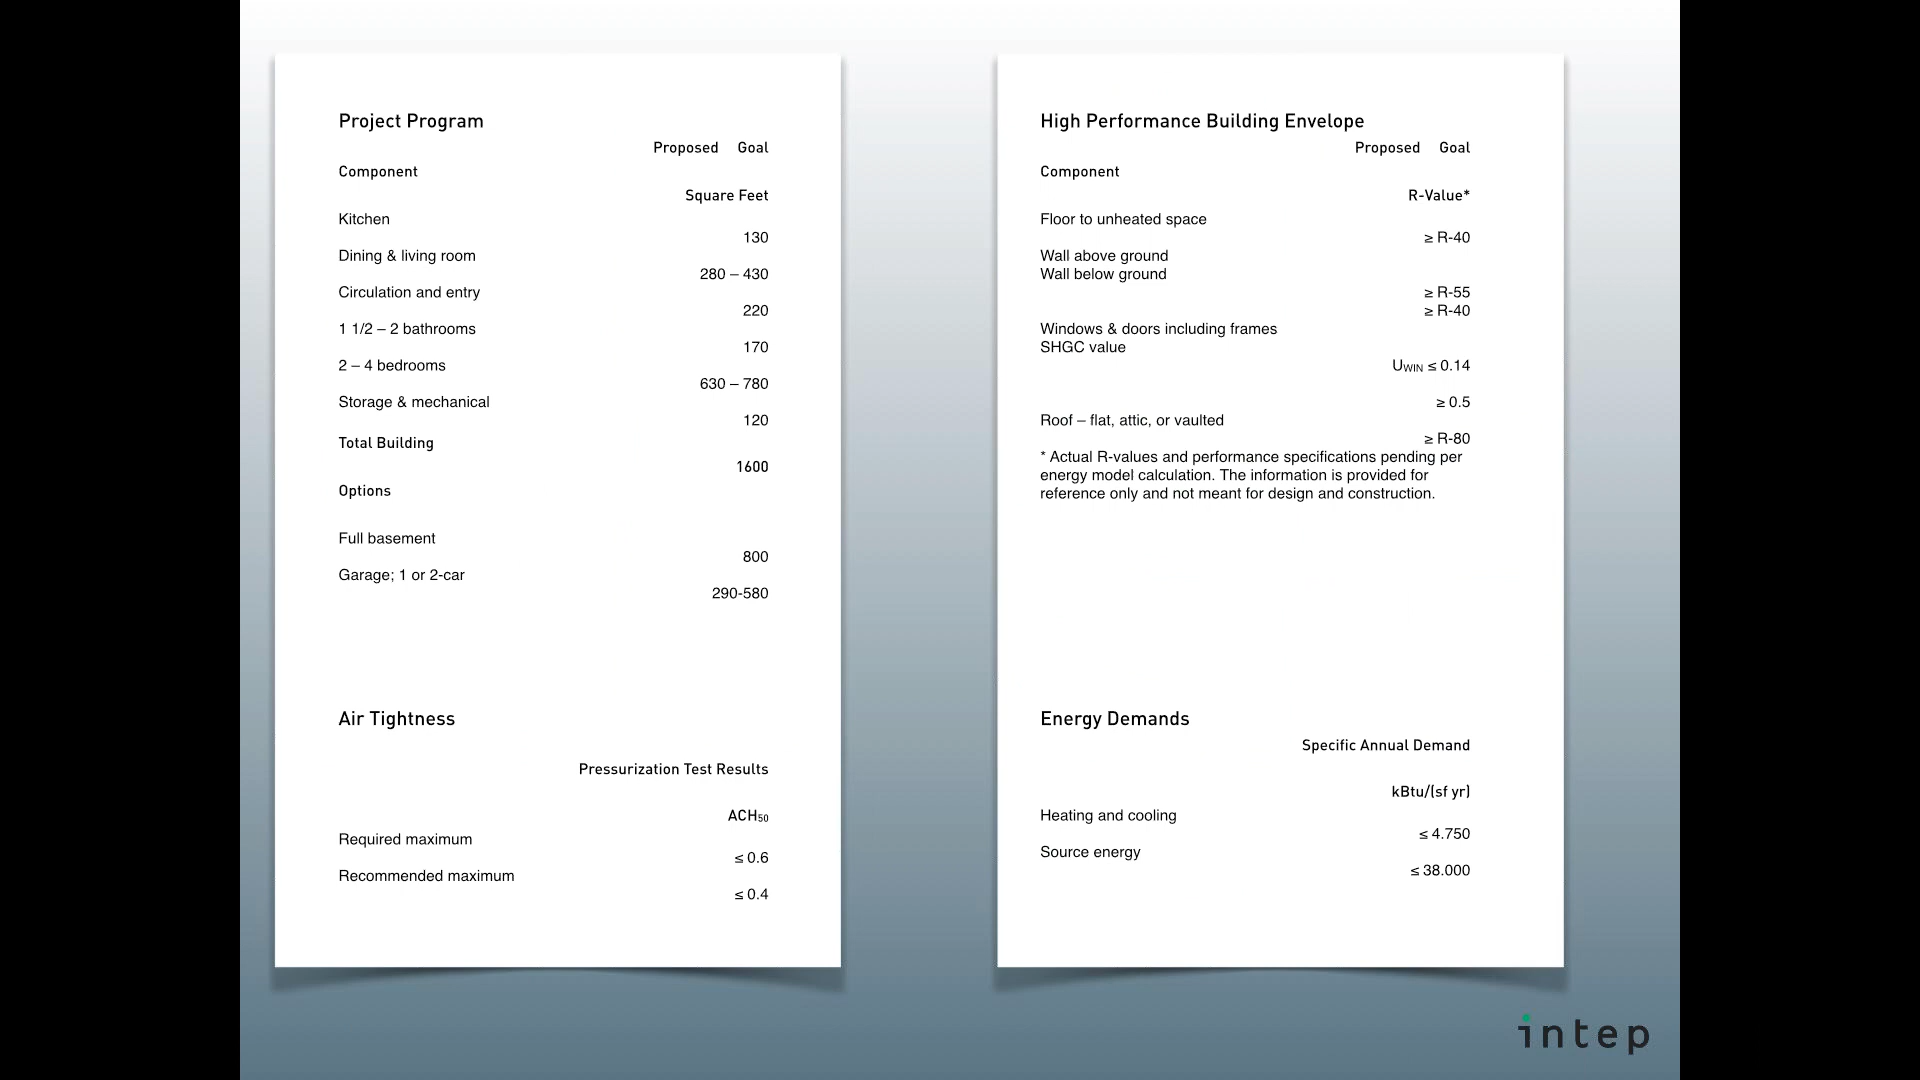 Project Program
Proposed Goal
Component
Square Feet
Kitchen
130
Dining & living room
280 – 430
Circulation and entry
220
1 1/2 – 2 bathrooms
170
2 – 4 bedrooms
630 – 780
Storage & mechanical
120
Total Building
1600
Options
Full basement
800
Garage; 1 or 2-car
290-580
Air Tightness
Pressurization Test Results
ACH50
Required maximum
≤ 0.6
Recommended maximum
≤ 0.4
High Performance Building Envelope
Proposed Goal
Component
R-Value*
Floor to unheated space
≥ R-40
Wall above ground
Wall below ground
≥ R-55
≥ R-40
Windows & doors including frames
SHGC value
UWIN ≤ 0.14
≥ 0.5
Roof – flat, attic, or vaulted
≥ R-80
* Actual R-values and performance specifications pending per
energy model calculation. The information is provided for
reference only and not meant for design and construction.
Energy Demands
Specific Annual Demand
kBtu/(sf yr)
Heating and cooling
≤ 4.750
Source energy
≤ 38.000
intep